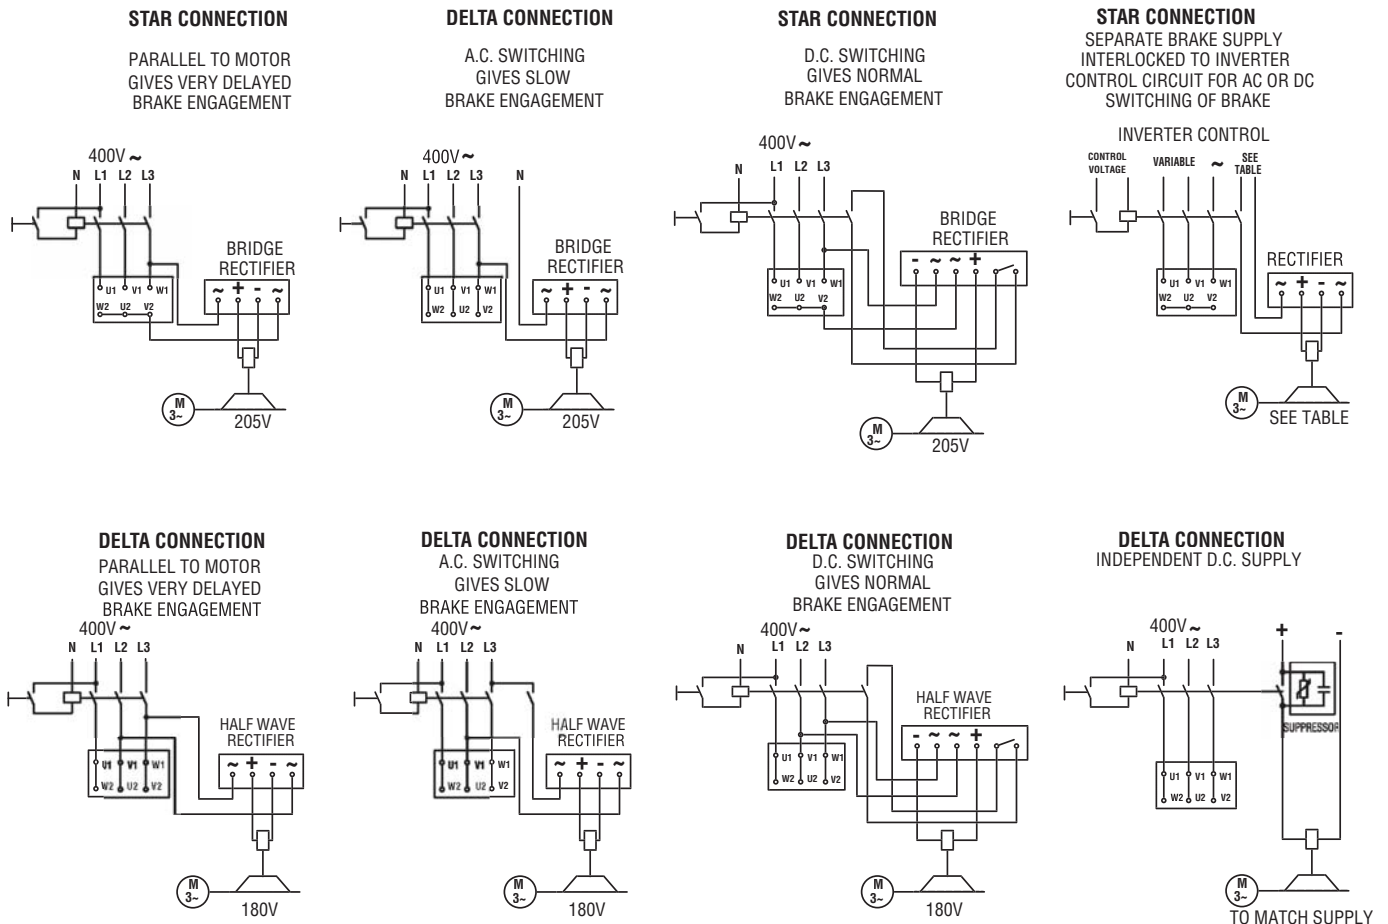 STAR CONNECTION
PARALLEL TO MOTOR
GIVES VERY DELAYED
BRAKE ENGAGEMENT
400V ~
N L1 L2 L3
BRIDGE
RECTIFIER
~ + - ~
U1 V1 W1
W2 U2 V2
M
3~
205V
DELTA CONNECTION
A.C. SWITCHING
GIVES SLOW
BRAKE ENGAGEMENT
400V ~
N L1 L2 L3 N
BRIDGE
RECTIFIER
~ + - ~
U1 V1 W1
W2 U2 V2
M
3~
205V
STAR CONNECTION
D.C. SWITCHING
GIVES NORMAL
BRAKE ENGAGEMENT
400V ~
N L1 L2 L3
BRIDGE
RECTIFIER
- ~ ~ +
U1 V1 W1
W2 U2 V2
M
3~
205V
STAR CONNECTION
SEPARATE BRAKE SUPPLY
INTERLOCKED TO INVERTER
CONTROL CIRCUIT FOR AC OR DC
SWITCHING OF BRAKE
INVERTER CONTROL
CONTROL
VOLTAGE
VARIABLE ~
SEE
TABLE
RECTIFIER
~ + - ~
U1 V1 W1
W2 U2 V2
M
3~
SEE TABLE
DELTA CONNECTION
PARALLEL TO MOTOR
GIVES VERY DELAYED
BRAKE ENGAGEMENT
400V ~
N L1 L2 L3
HALF WAVE
RECTIFIER
~ + - ~
U1 V1 W1
W2 U2 V2
M
3~
180V
DELTA CONNECTION
A.C. SWITCHING
GIVES SLOW
BRAKE ENGAGEMENT
400V ~
N L1 L2 L3
HALF WAVE
RECTIFIER
~ + - ~
U1 V1 W1
W2 U2 V2
M
3~
180V
DELTA CONNECTION
D.C. SWITCHING
GIVES NORMAL
BRAKE ENGAGEMENT
400V ~
N L1 L2 L3
HALF WAVE
RECTIFIER
- ~ ~ +
U1 V1 W1
W2 U2 V2
M
3~
180V
DELTA CONNECTION
INDEPENDENT D.C. SUPPLY
400V ~
N L1 L2 L3
+ -
SUPPRESSOR
U1 V1 W1
W2 U2 V2
M
3~
TO MATCH SUPPLY